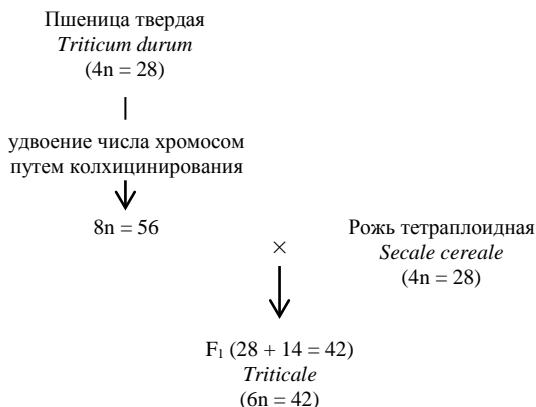 Пшеница твердая
Triticum durum
(4n = 28)
удвоение числа хромосом
путем колхицинирования
8n = 56
×
Рожь тетраплоидная
Secale cereale
(4n = 28)
F₁ (28 + 14 = 42)
Triticale
(6n = 42)